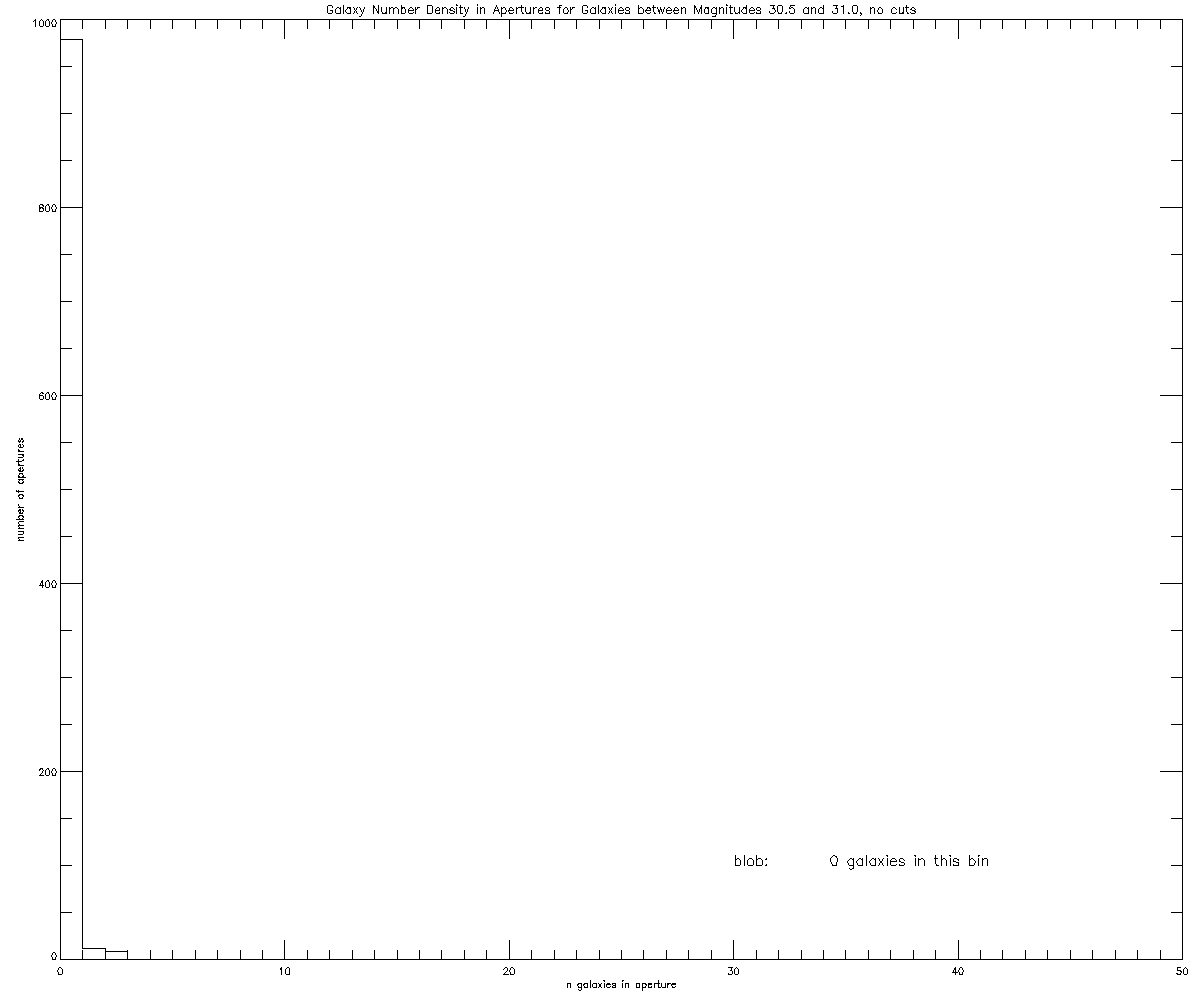 Galaxy Number Density in Apertures for Galaxies between Magnitudes 30.5 and 31.0, no cuts
1000
800
600
number of apertures
400
200
blob: 0 galaxies in this bin
0
0 10 20 30 40 50
n galaxies in aperture